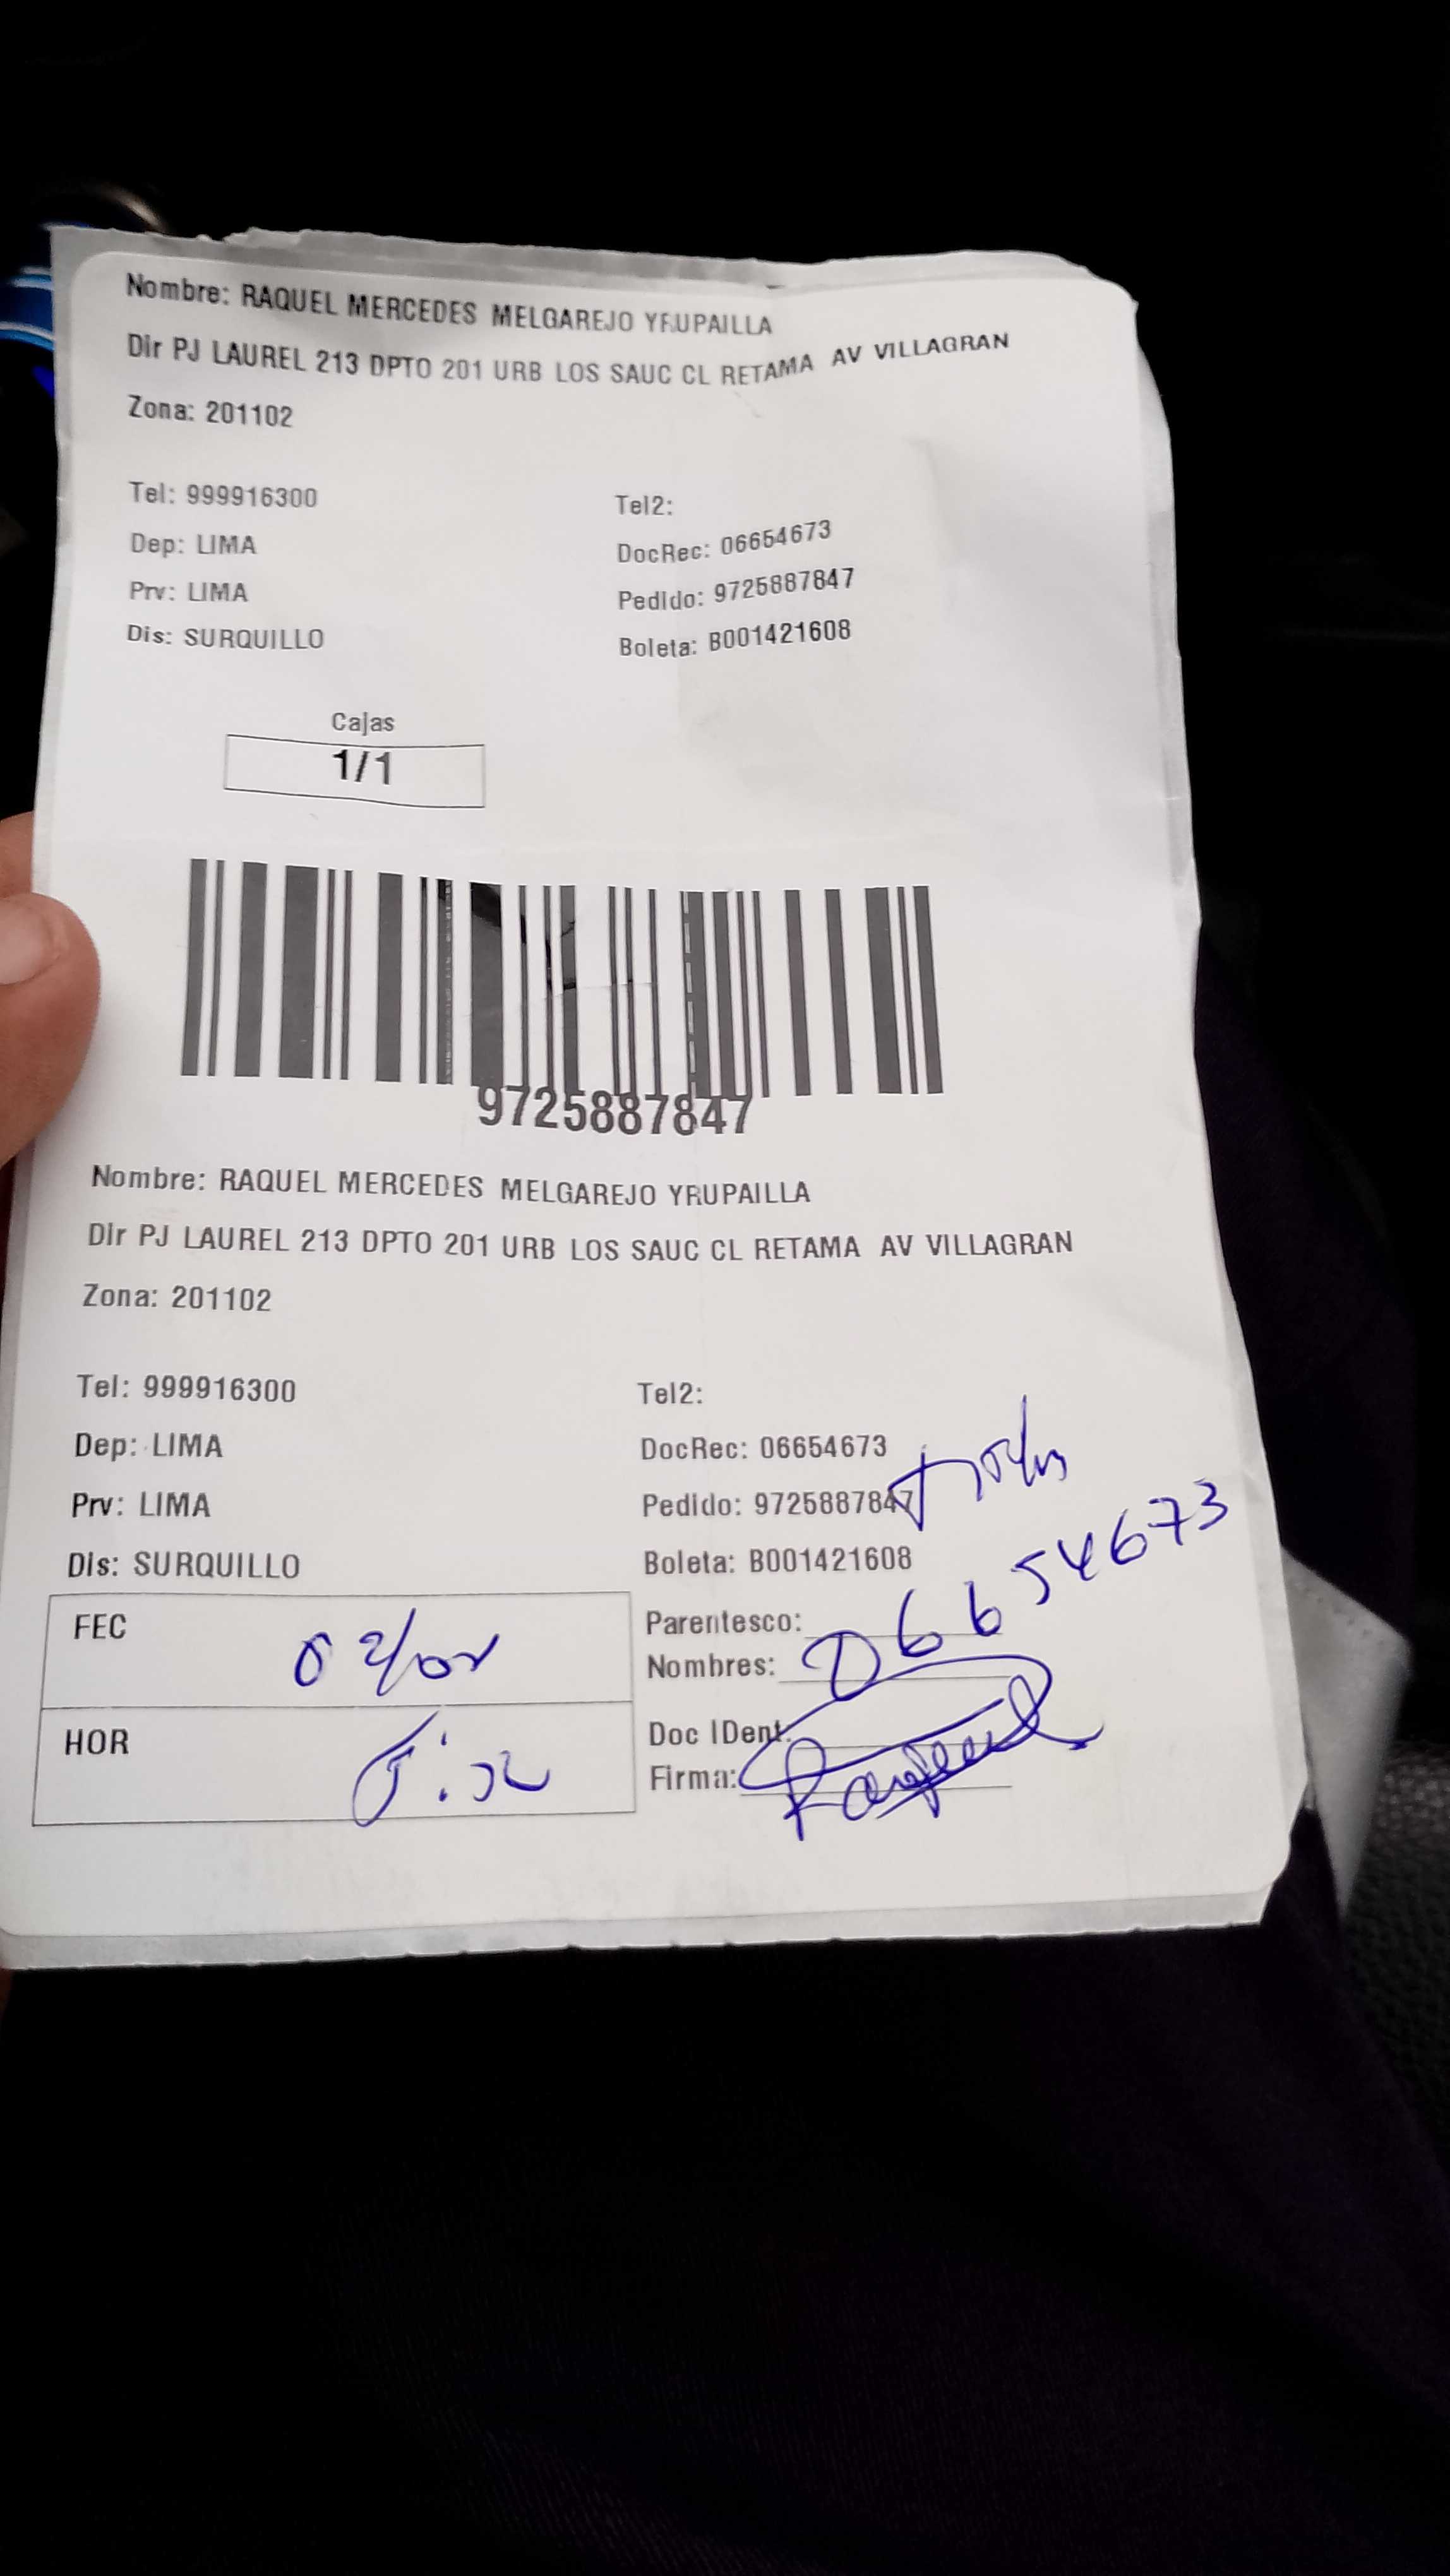 Nombre: RAQUEL MERCEDES MELGAREJO YRUPAILLA
Dir PJ LAUREL 213 DPTO 201 URB LOS SAUC CL RETAMA AV VILLAGRAN
Zona: 201102
Tel: 999916300
Tel2:
Dep: LIMA
DocRec: 06654673
Prv: LIMA
Pedido: 9725887847
Dis: SURQUILLO
Boleta: B001421608
Cajas
1/1
9725887847
Nombre: RAQUEL MERCEDES MELGAREJO YRUPAILLA
Dir PJ LAUREL 213 DPTO 201 URB LOS SAUC CL RETAMA AV VILLAGRAN
Zona: 201102
Tel: 999916300
Tel2:
Dep: LIMA
DocRec: 06654673
Prv: LIMA
Pedido: 9725887847
Dis: SURQUILLO
Boleta: B001421608
FEC
Parentesco:
Nombres: 06654673
HOR
Doc IDent:
Firma: